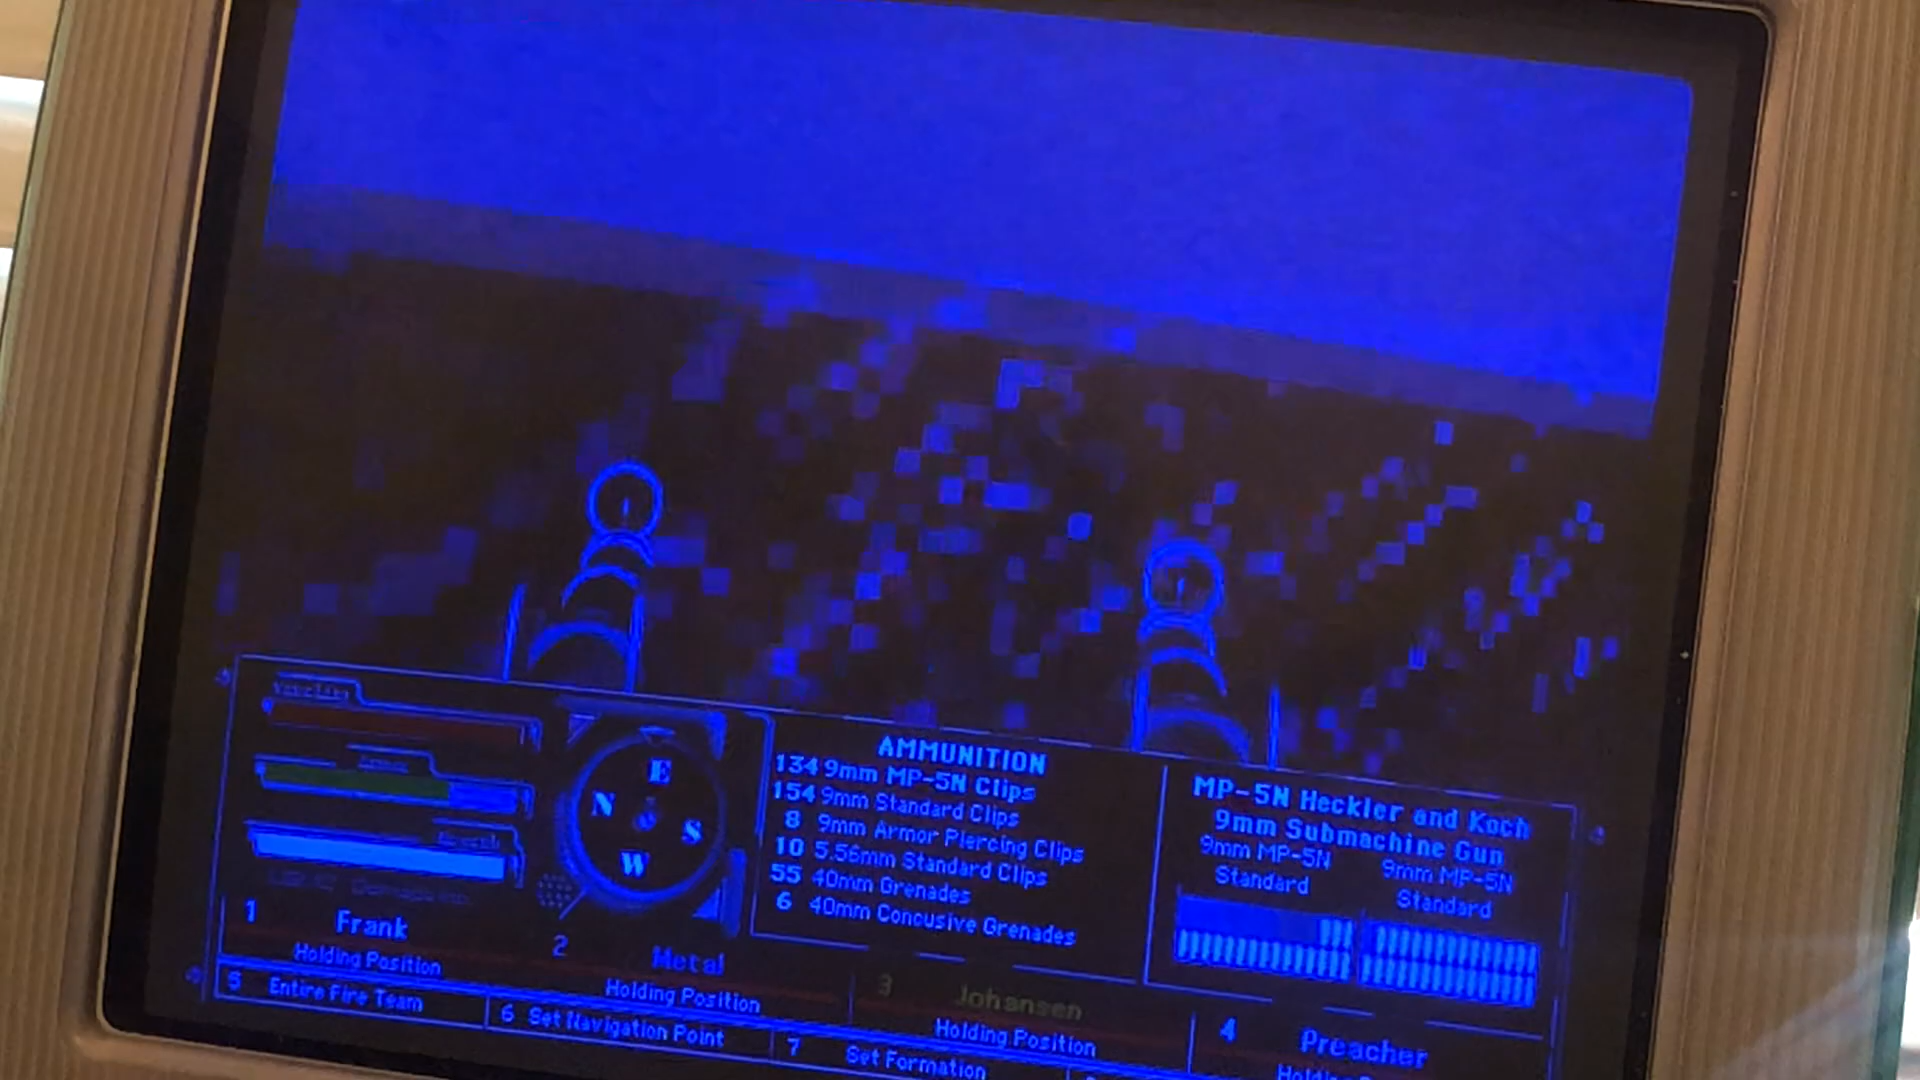 AMMUNITION
134 9mm MP-5N Clips
154 9mm Standard Clips
8 9mm Armor Piercing Clips
10 5.56mm Standard Clips
55 40mm Grenades
6 40mm Concusive Grenades
MP-5N Heckler and Koch
9mm Submachine Gun
9mm MP-5N
Standard
9mm MP-5N
Standard
E
N
S
W
1 Frank
Holding Position
2 Metal
Holding Position
3 Johansen
Holding Position
4 Preacher
5 Entire Fire Team
6 Set Navigation Point
7 Set Formation